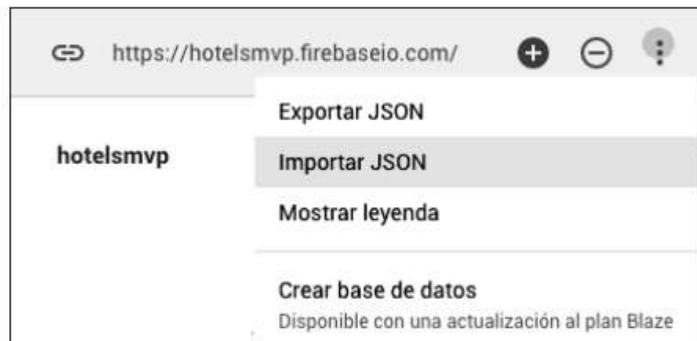 https://hotelsmvp.firebaseio.com/
Exportar JSON
hotelsmvp
Importar JSON
Mostrar leyenda
Crear base de datos
Disponible con una actualización al plan Blaze